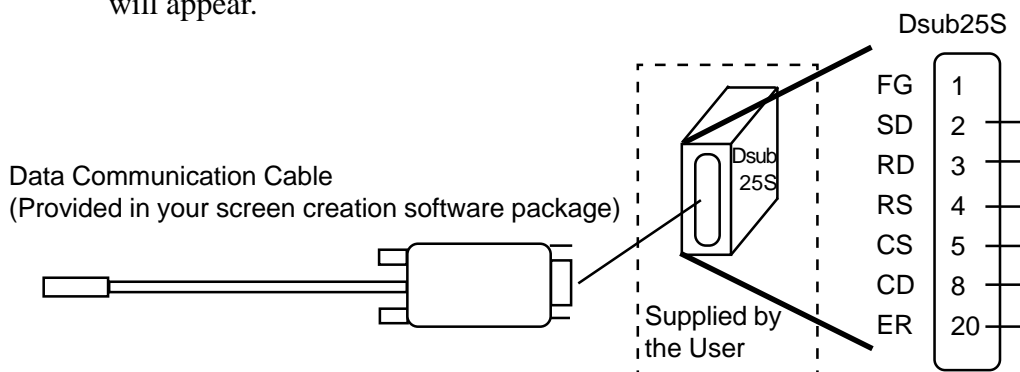 will appear.
Dsub25S
FG 1
SD 2
RD 3
RS 4
CS 5
CD 8
ER 20
Dsub
25S
Data Communication Cable
(Provided in your screen creation software package)
Supplied by
the User